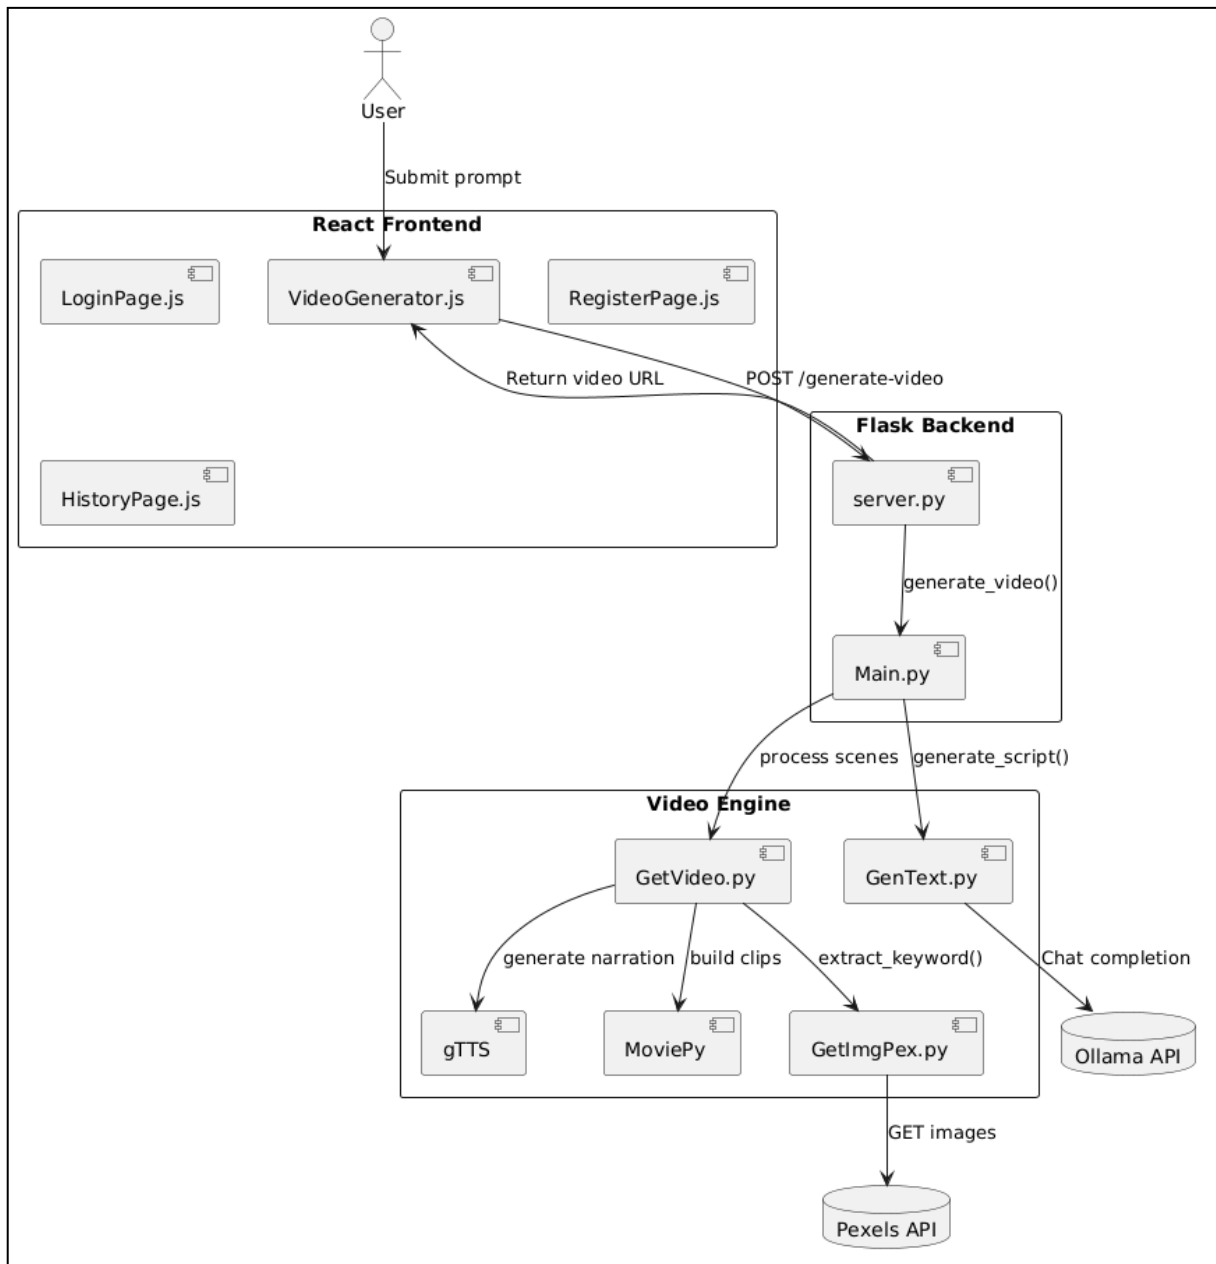 User
Submit prompt
React Frontend
LoginPage.js
VideoGenerator.js
RegisterPage.js
Return video URL
POST /generate-video
Flask Backend
HistoryPage.js
server.py
generate_video()
Main.py
process scenes
generate_script()
Video Engine
GetVideo.py
GenText.py
generate narration
build clips
extract_keyword()
Chat completion
gTTS
MoviePy
GetImgPex.py
Ollama API
GET images
Pexels API